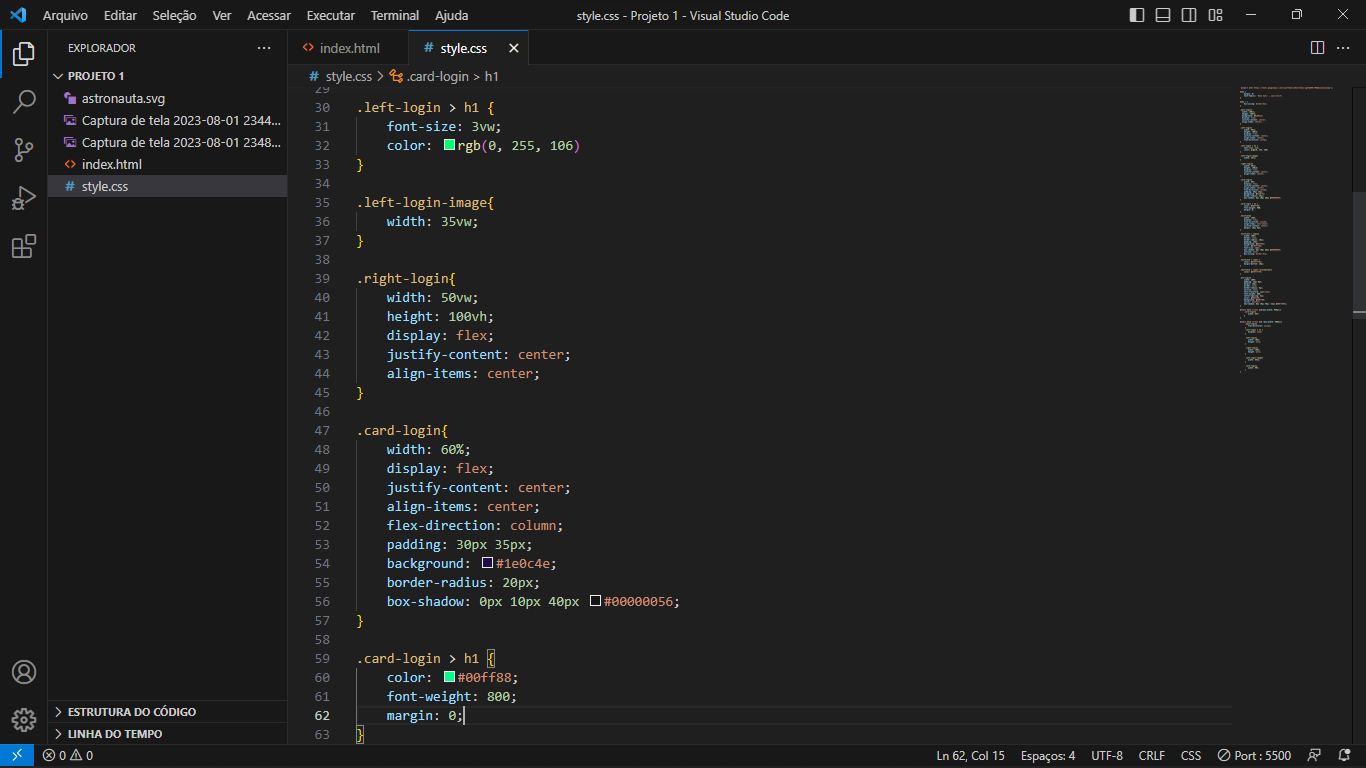 Arquivo Editar Seleção Ver Acessar Executar Terminal Ajuda style.css - Projeto 1 - Visual Studio Code
EXPLORADOR
index.html
# style.css
PROJETO 1
astronauta.svg
Captura de tela 2023-08-01 2344...
Captura de tela 2023-08-01 2348...
index.html
# style.css
# style.css > .card-login > h1
29
30 .left-login > h1 {
31 font-size: 3vw;
32 color: rgb(0, 255, 106)
33 }
34
35 .left-login-image{
36 width: 35vw;
37 }
38
39 .right-login{
40 width: 50vw;
41 height: 100vh;
42 display: flex;
43 justify-content: center;
44 align-items: center;
45 }
46
47 .card-login{
48 width: 60%;
49 display: flex;
50 justify-content: center;
51 align-items: center;
52 flex-direction: column;
53 padding: 30px 35px;
54 background: #1e0c4e;
55 border-radius: 20px;
56 box-shadow: 0px 10px 40px #00000056;
57 }
58
59 .card-login > h1 {
60 color: #00ff88;
61 font-weight: 800;
62 margin: 0;
63 }
ESTRUTURA DO CÓDIGO
LINHA DO TEMPO
0 0 Ln 62, Col 15 Espaços: 4 UTF-8 CRLF CSS Port : 5500